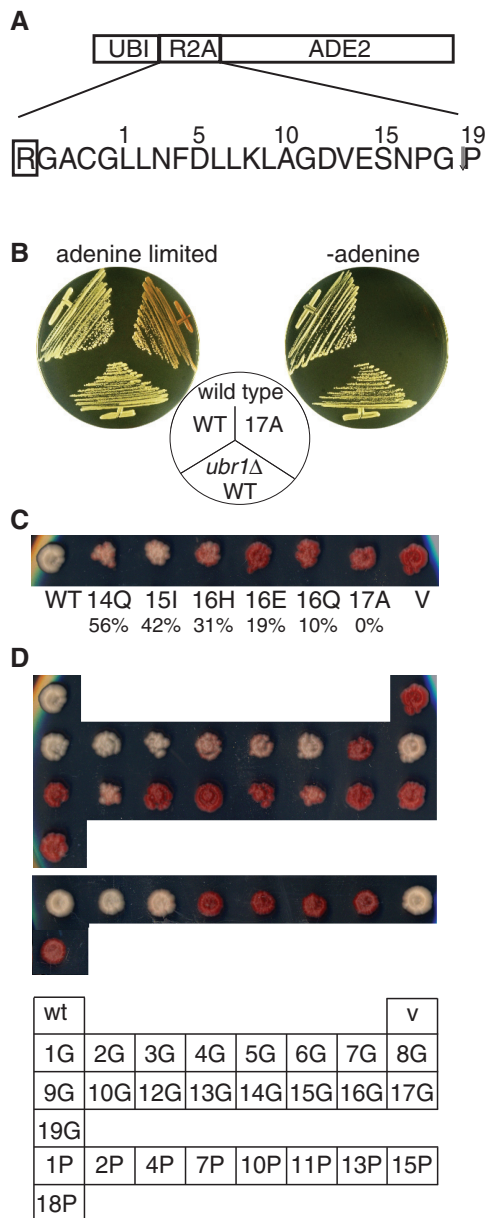 A
UBI R2A ADE2
1 5 10 15 19
RGACGLLNFDLLKLAGDVESNPG P
B
adenine limited -adenine
wild type
WT 17A
ubr1Δ
WT
C
WT 14Q 15I 16H 16E 16Q 17A V
56% 42% 31% 19% 10% 0%
D
wt v
1G 2G 3G 4G 5G 6G 7G 8G
9G 10G 12G 13G 14G 15G 16G 17G
19G
1P 2P 4P 7P 10P 11P 13P 15P
18P